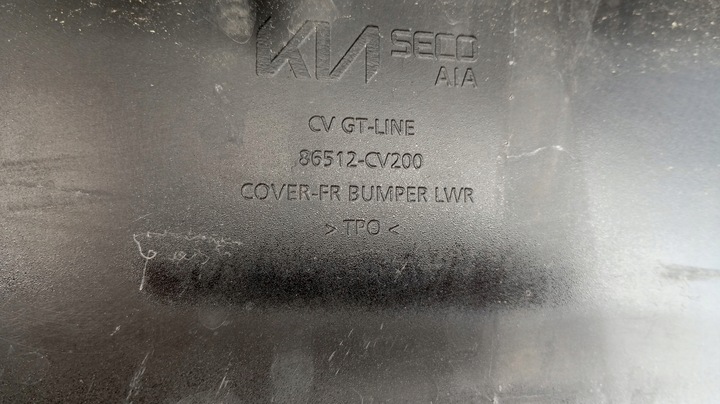 KIA SECO
AIA
CV GT-LINE
86512-CV200
COVER-FR BUMPER LWR
> TPO <